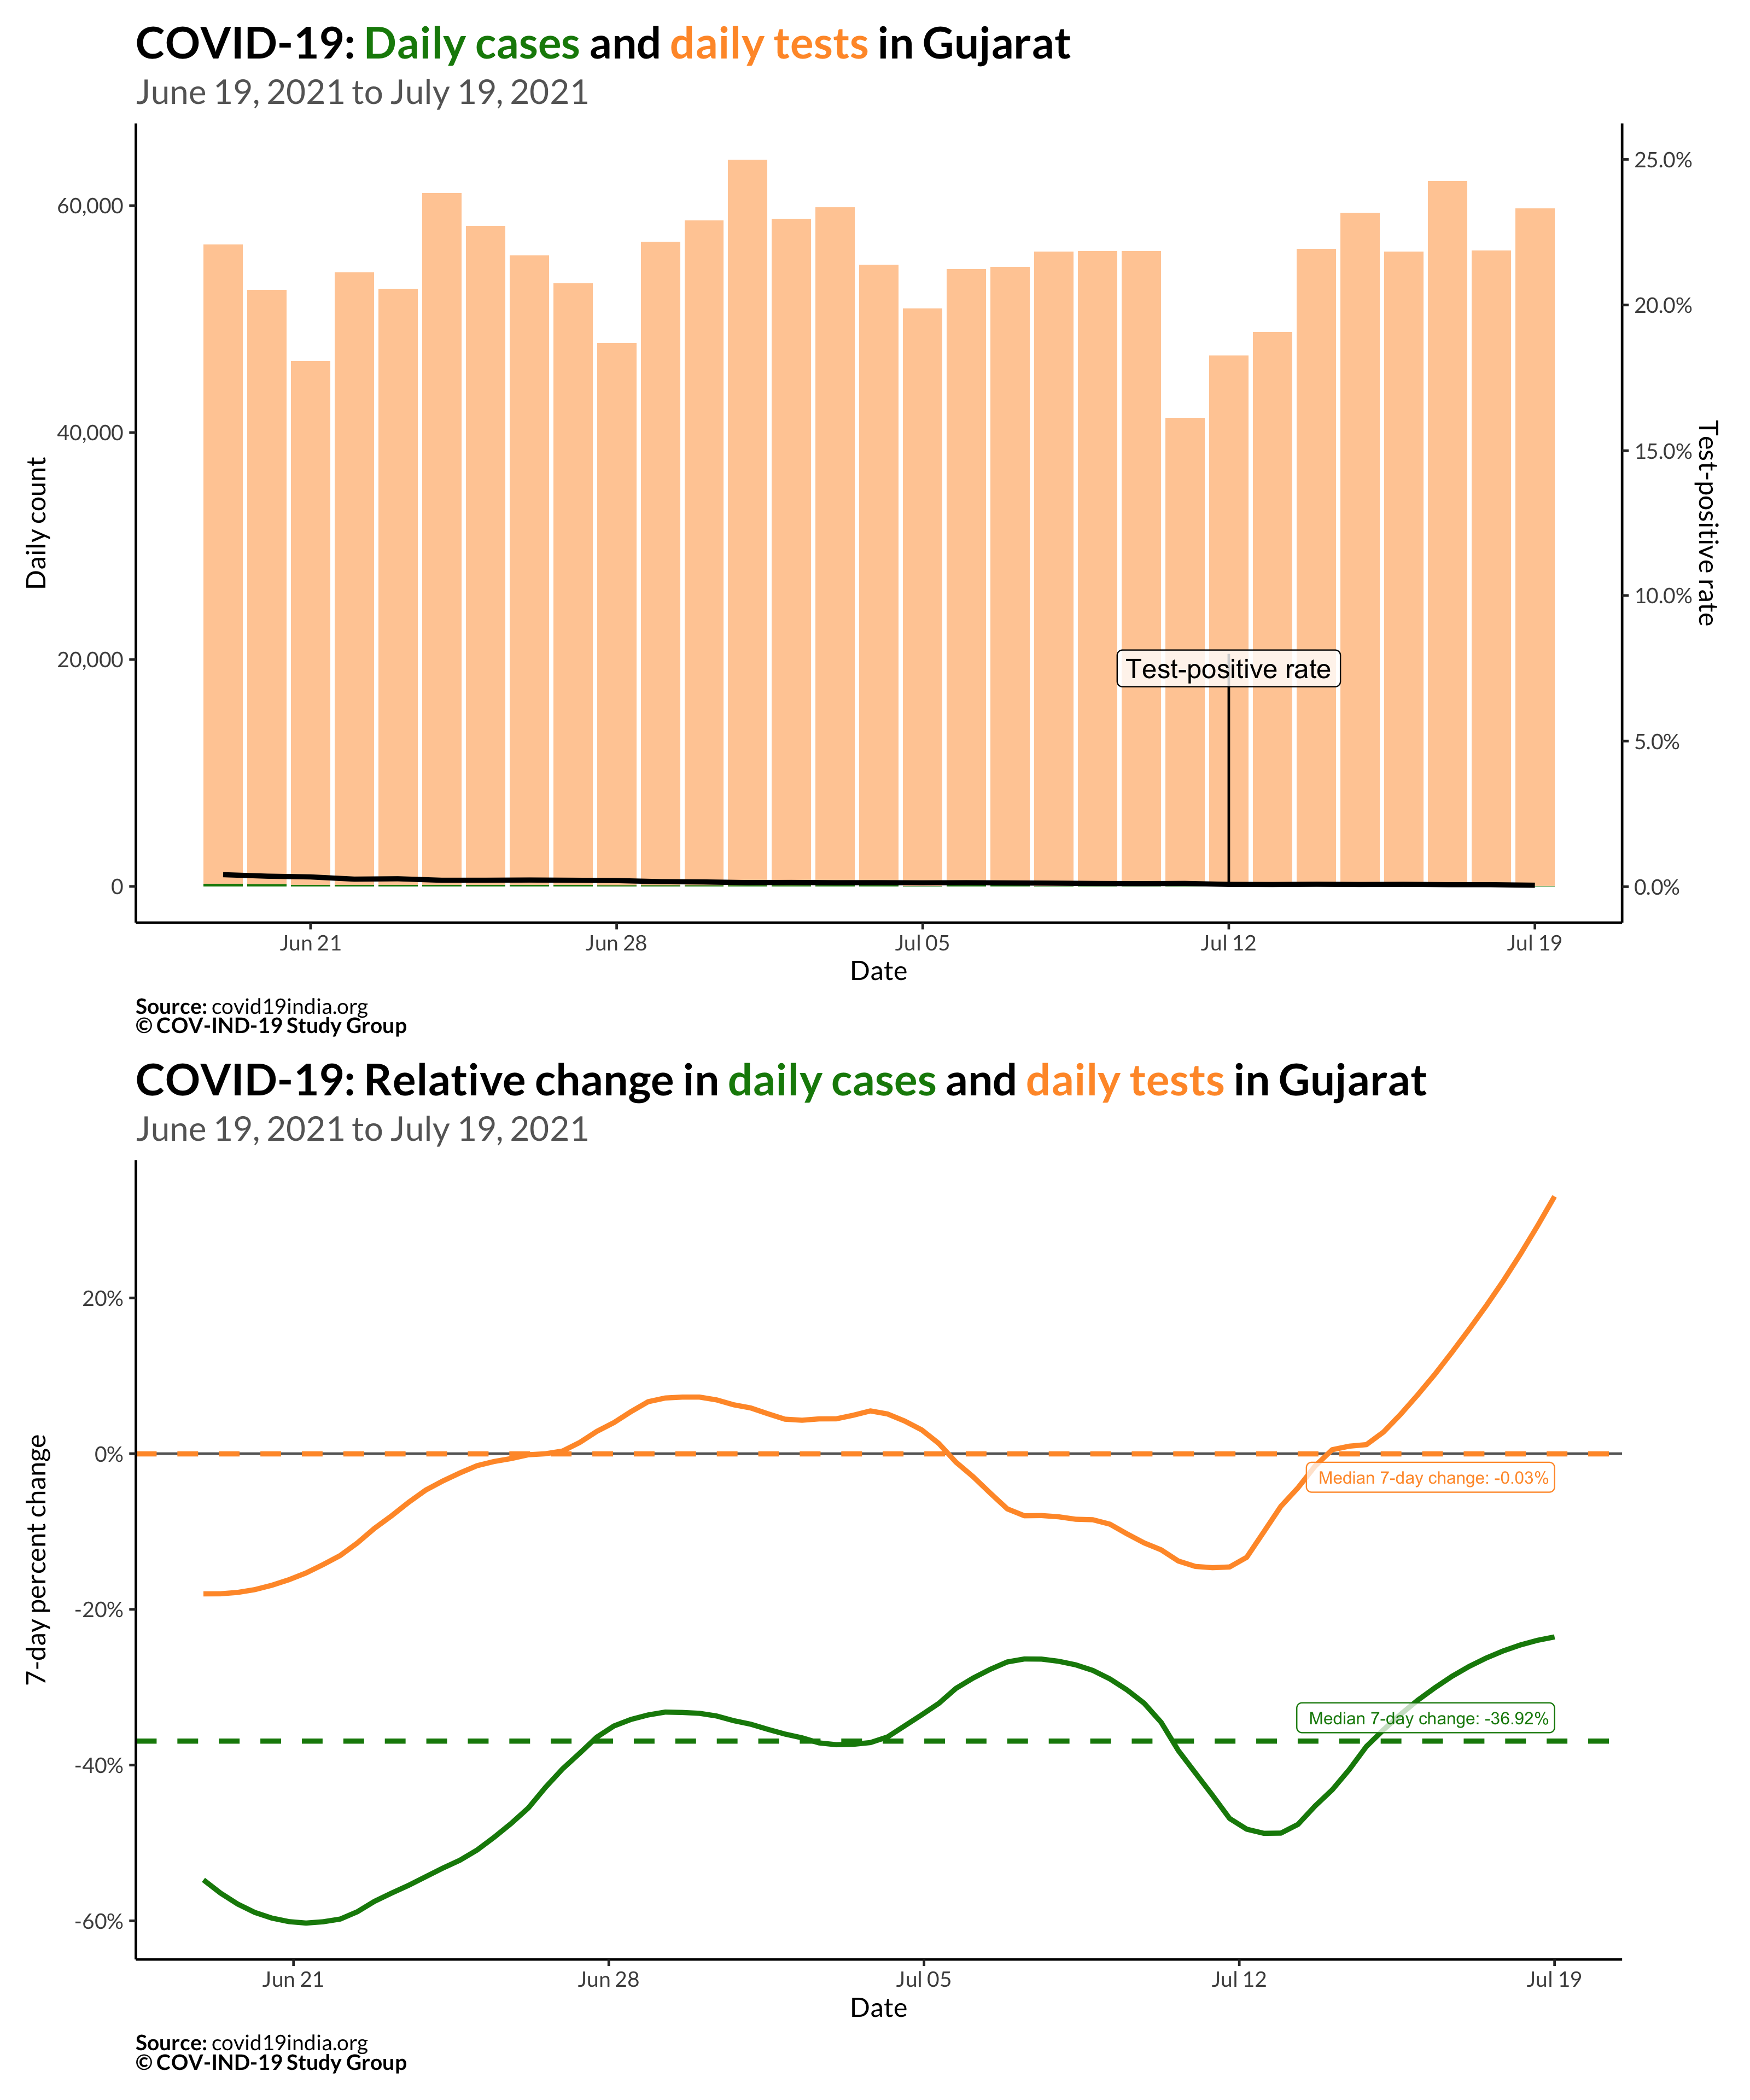 COVID-19: Daily cases and daily tests in Gujarat
June 19, 2021 to July 19, 2021
Daily count
60,000
40,000
20,000
0
25.0%
20.0%
15.0%
10.0%
5.0%
0.0%
Test-positive rate
Test-positive rate
Jun 21
Jun 28
Jul 05
Jul 12
Jul 19
Date
Source: covid19india.org
© COV-IND-19 Study Group
COVID-19: Relative change in daily cases and daily tests in Gujarat
June 19, 2021 to July 19, 2021
7-day percent change
20%
0%
-20%
-40%
-60%
Median 7-day change: -0.03%
Median 7-day change: -36.92%
Jun 21
Jun 28
Jul 05
Jul 12
Jul 19
Date
Source: covid19india.org
© COV-IND-19 Study Group